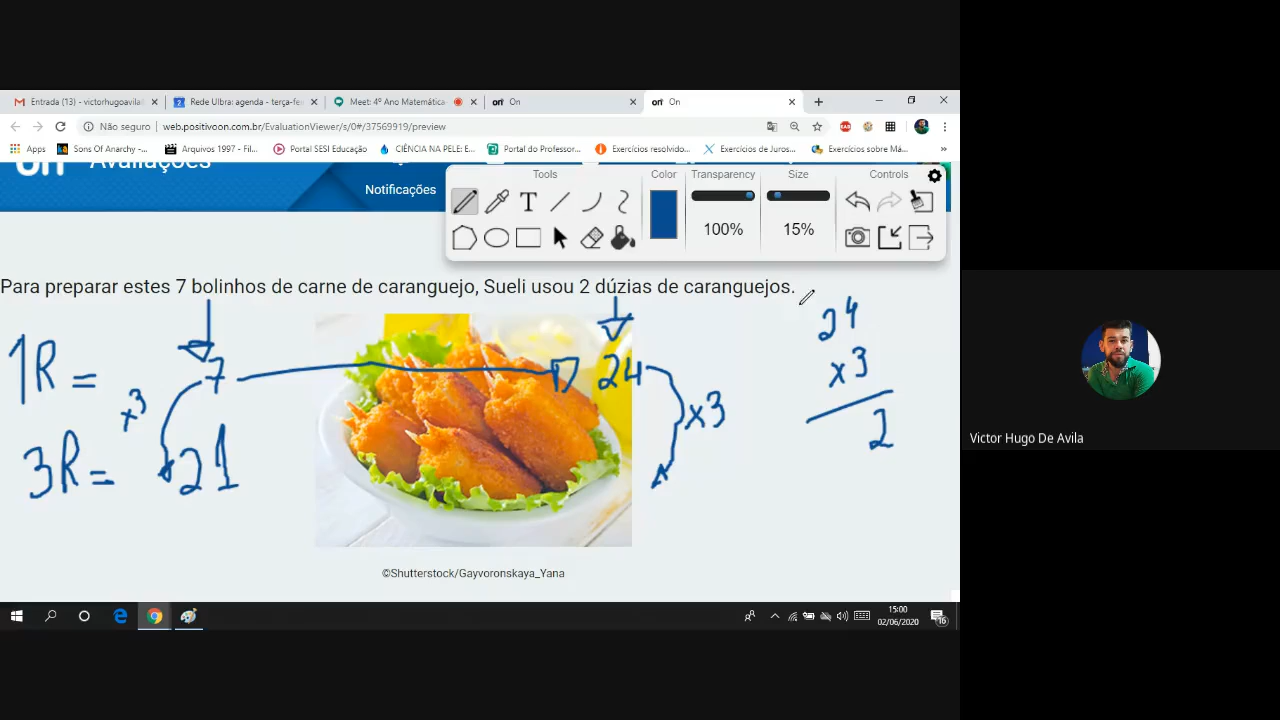 Entrada (13) - victorhugoavila
Rede Ulbra: agenda - terça-fei
Meet: 4º Ano Matemática
On
On
Não seguro
web.positivoon.com.br/EvaluationViewer/s/0#/37569919/preview
Apps
Sons Of Anarchy -...
Arquivos 1997 - Fil...
Portal SESI Educação
CIÊNCIA NA PELE: E...
Portal do Professor...
Exercícios resolvido...
Exercícios de Juros...
Exercícios sobre Má...
»
on
Avaliações
Notificações
Tools
Color
Transparency
Size
Controls
100%
15%
Para preparar estes 7 bolinhos de carne de caranguejo, Sueli usou 2 dúzias de caranguejos.
1R = 7 24
x3
x3
3R = 21
24
x3
2
©Shutterstock/Gayvoronskaya_Yana
15:00
02/06/2020
16
Victor Hugo De Avila